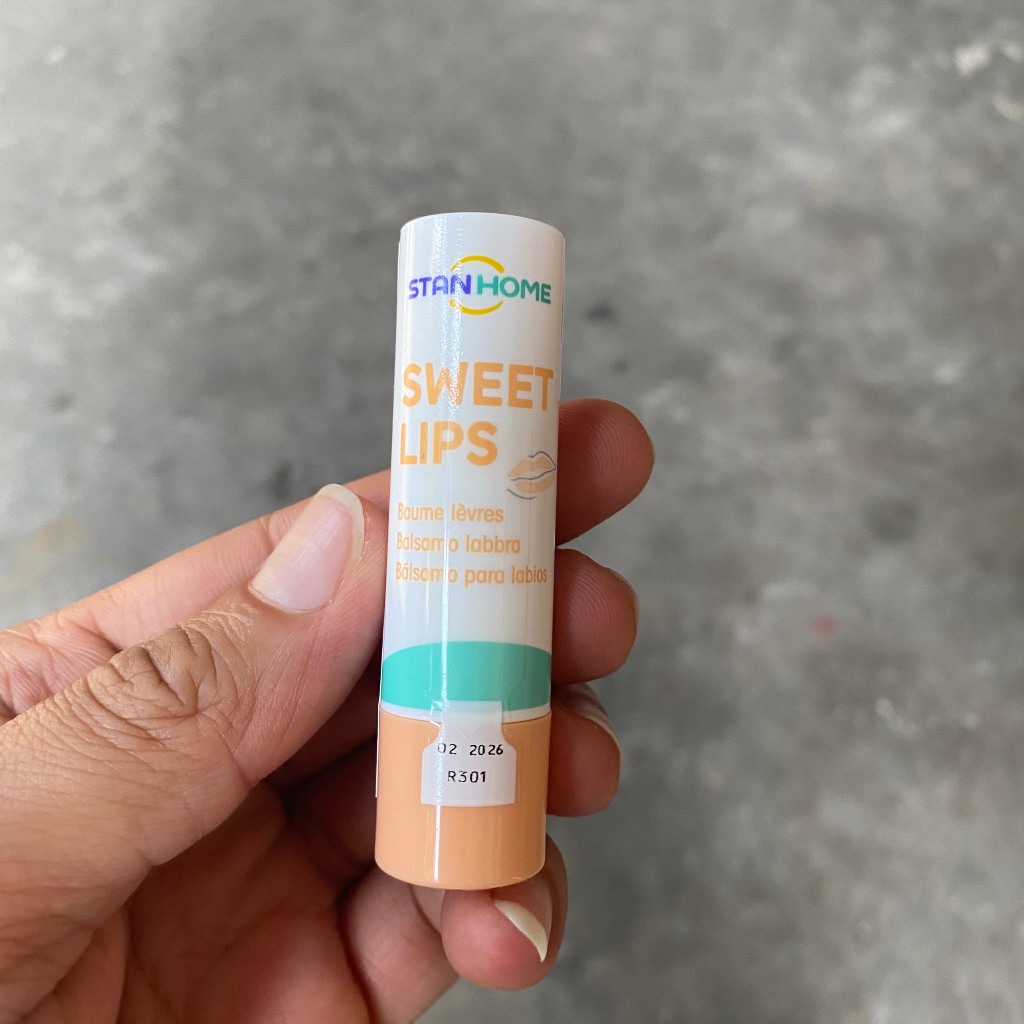 STANHOME
SWEET
LIPS
Baume lèvres
Balsamo labbra
Bálsamo para labios
02 2026
R301